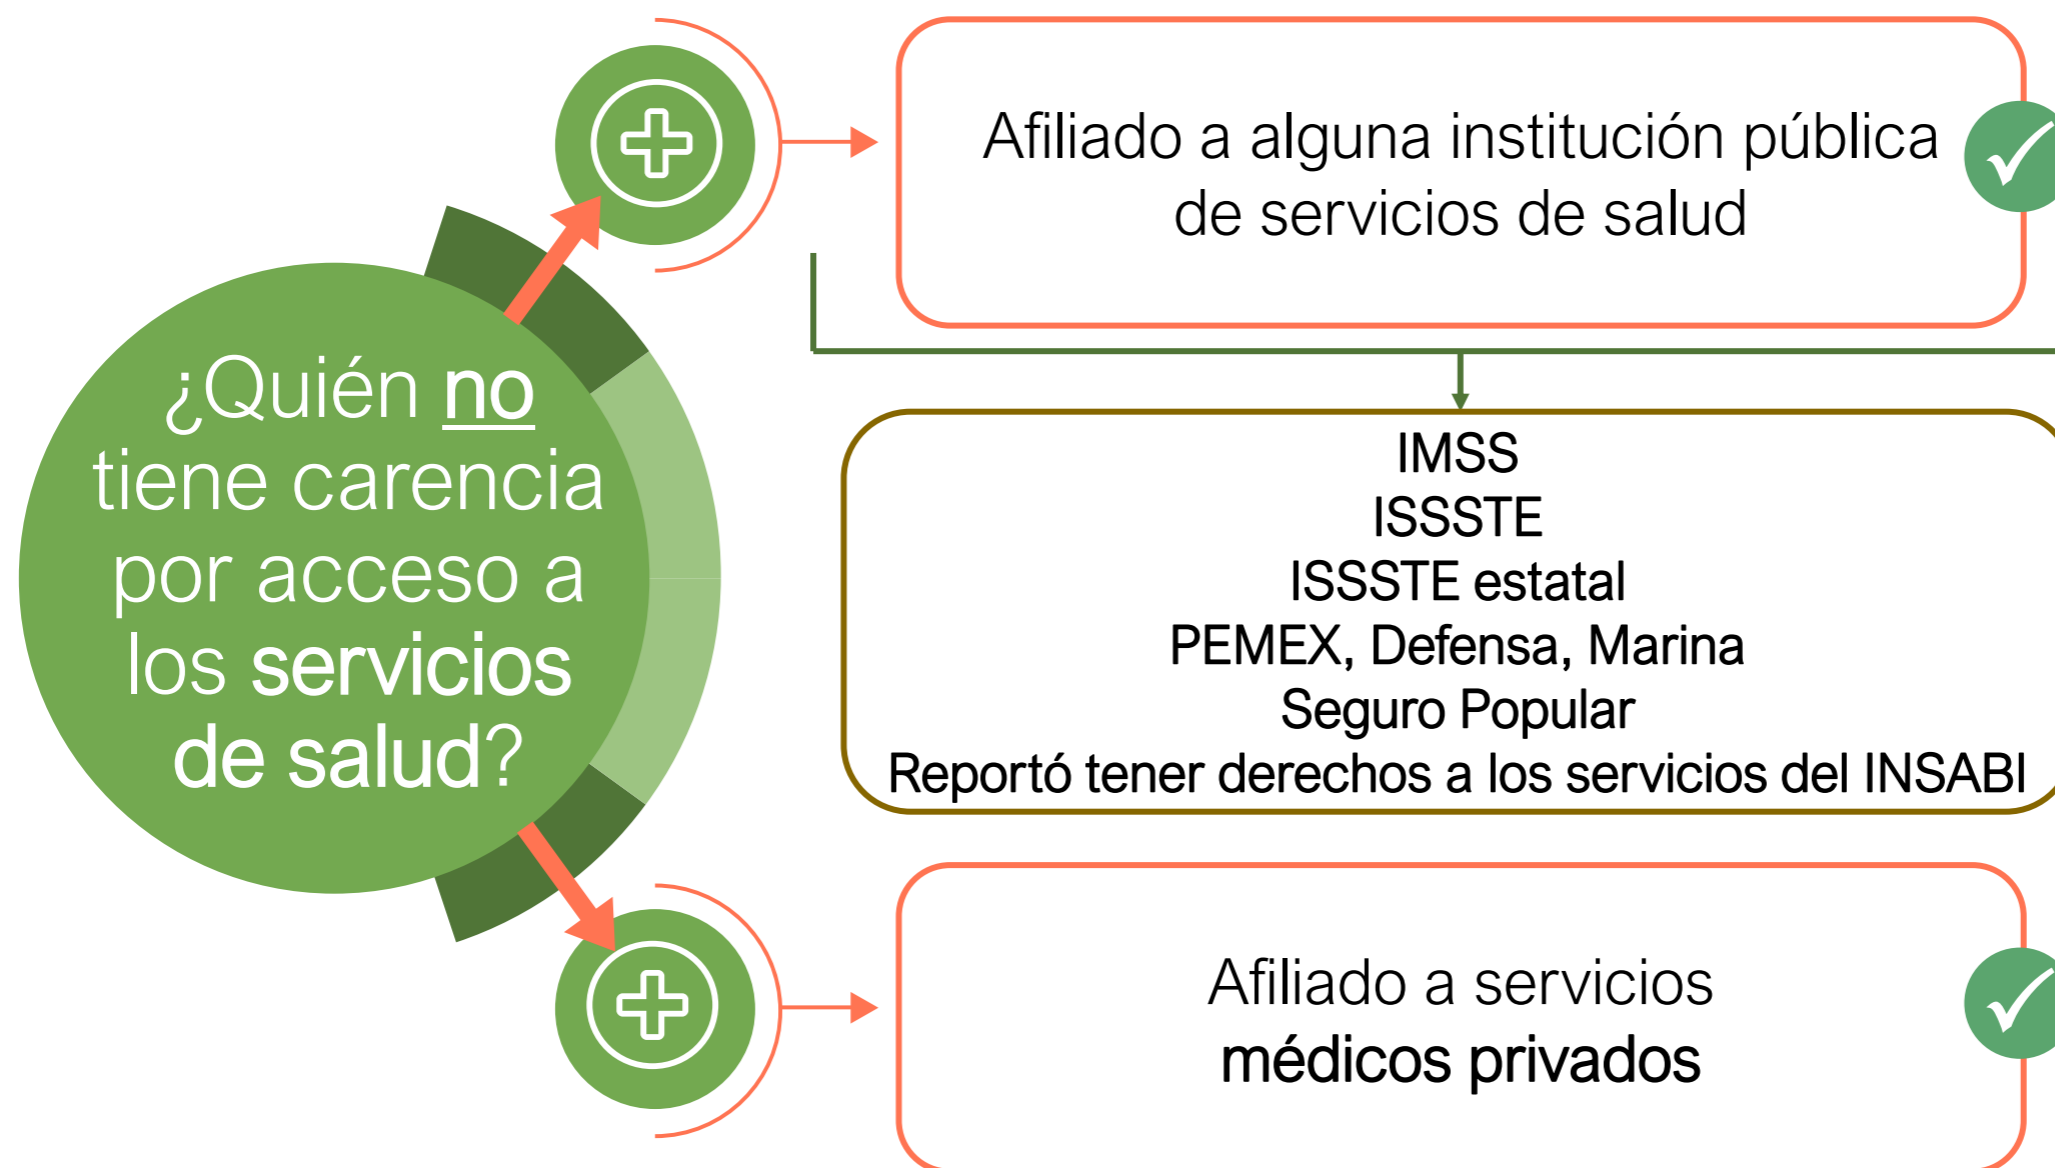 ¿Quién no
tiene carencia
por acceso a
los servicios
de salud?
Afiliado a alguna institución pública
de servicios de salud
IMSS
ISSSTE
ISSSTE estatal
PEMEX, Defensa, Marina
Seguro Popular
Reportó tener derechos a los servicios del INSABI
Afiliado a servicios
médicos privados